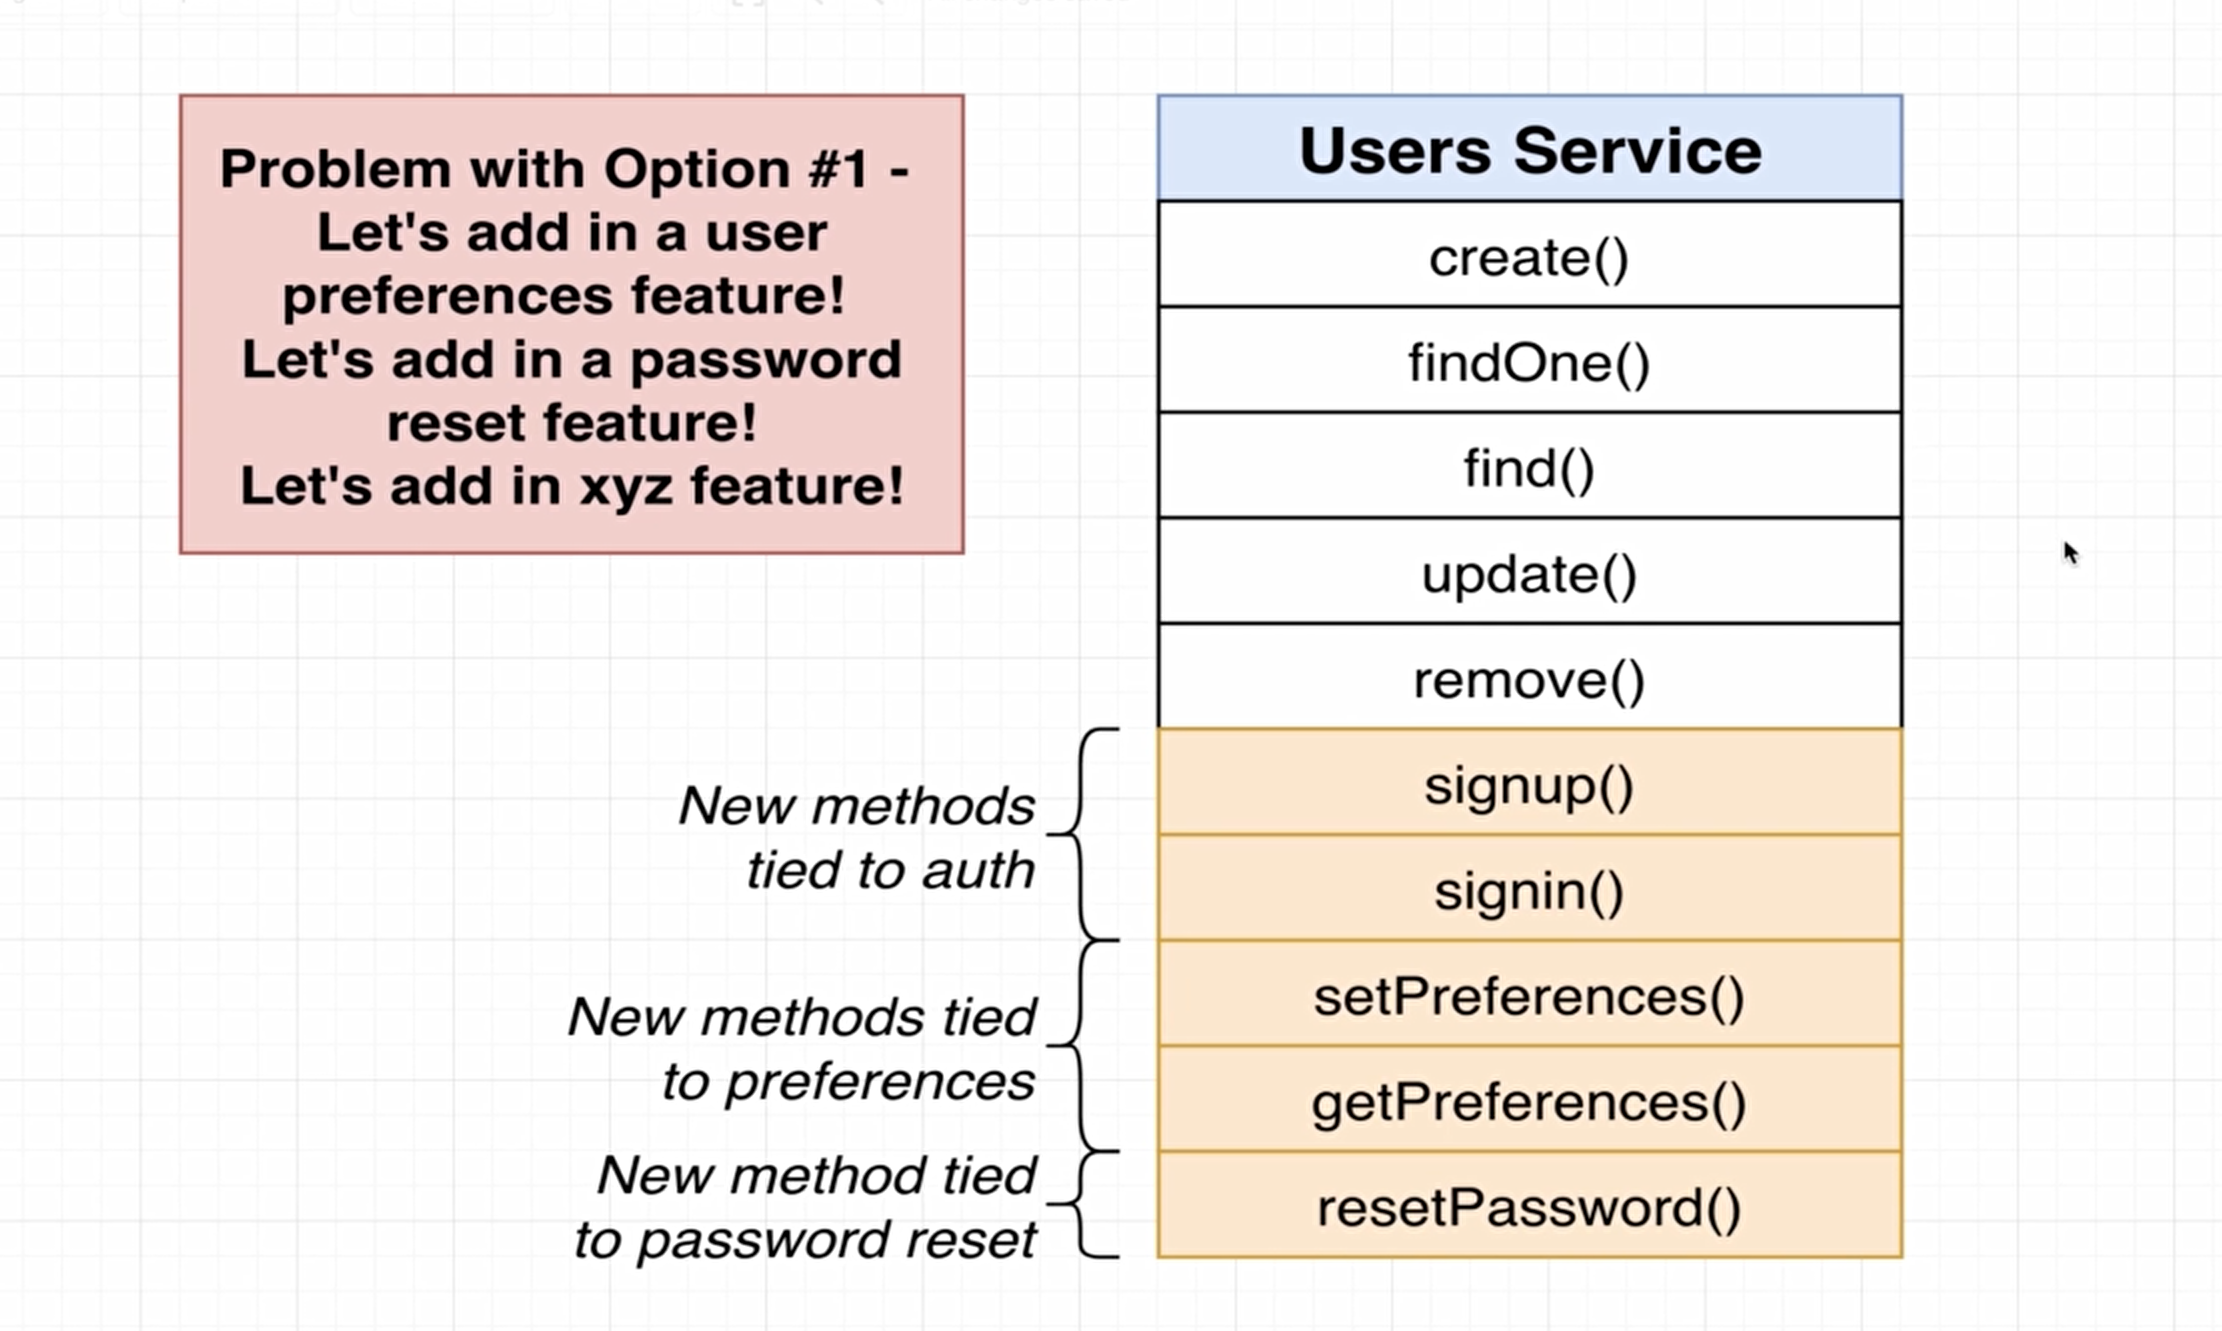 Problem with Option #1 -
Let's add in a user
preferences feature!
Let's add in a password
reset feature!
Let's add in xyz feature!
Users Service
create()
findOne()
find()
update()
remove()
New methods
tied to auth
signup()
signin()
New methods tied
to preferences
setPreferences()
getPreferences()
New method tied
to password reset
resetPassword()